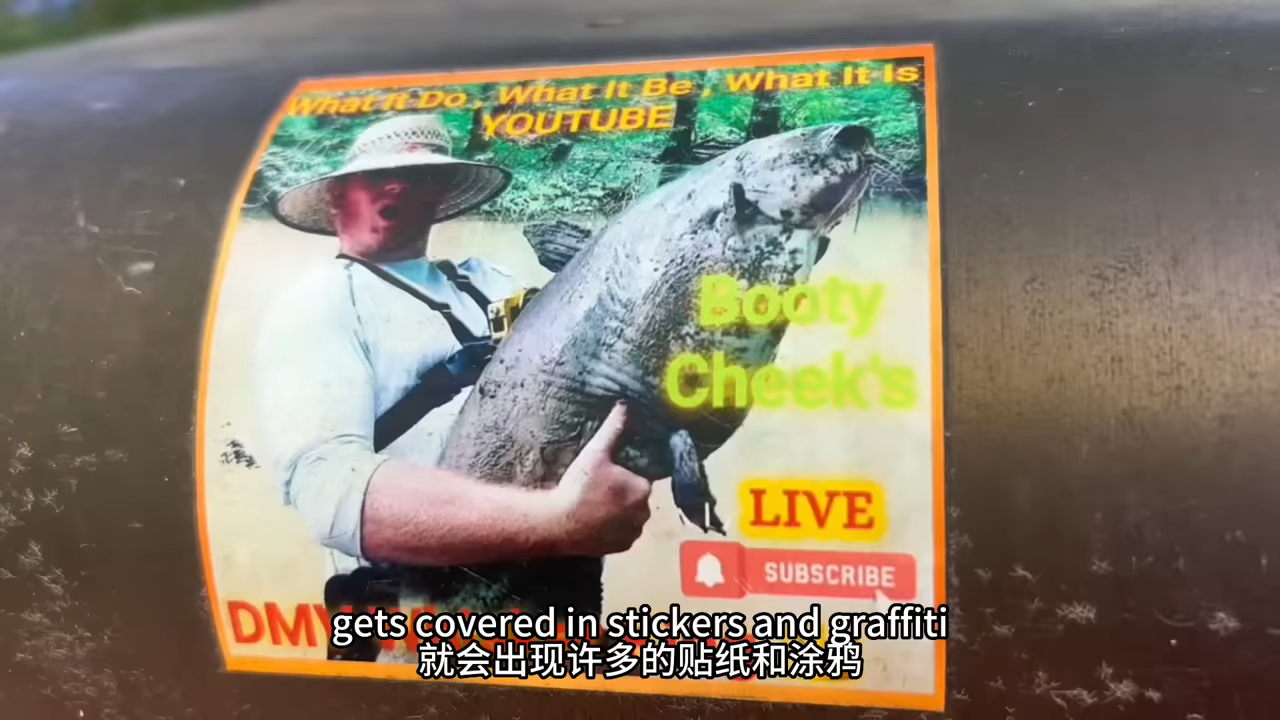 What It Do , What It Be , What It Is
YOUTUBE
Booty
Cheek's
LIVE
SUBSCRIBE
gets covered in stickers and graffiti
就会出现许多的贴纸和涂鸦